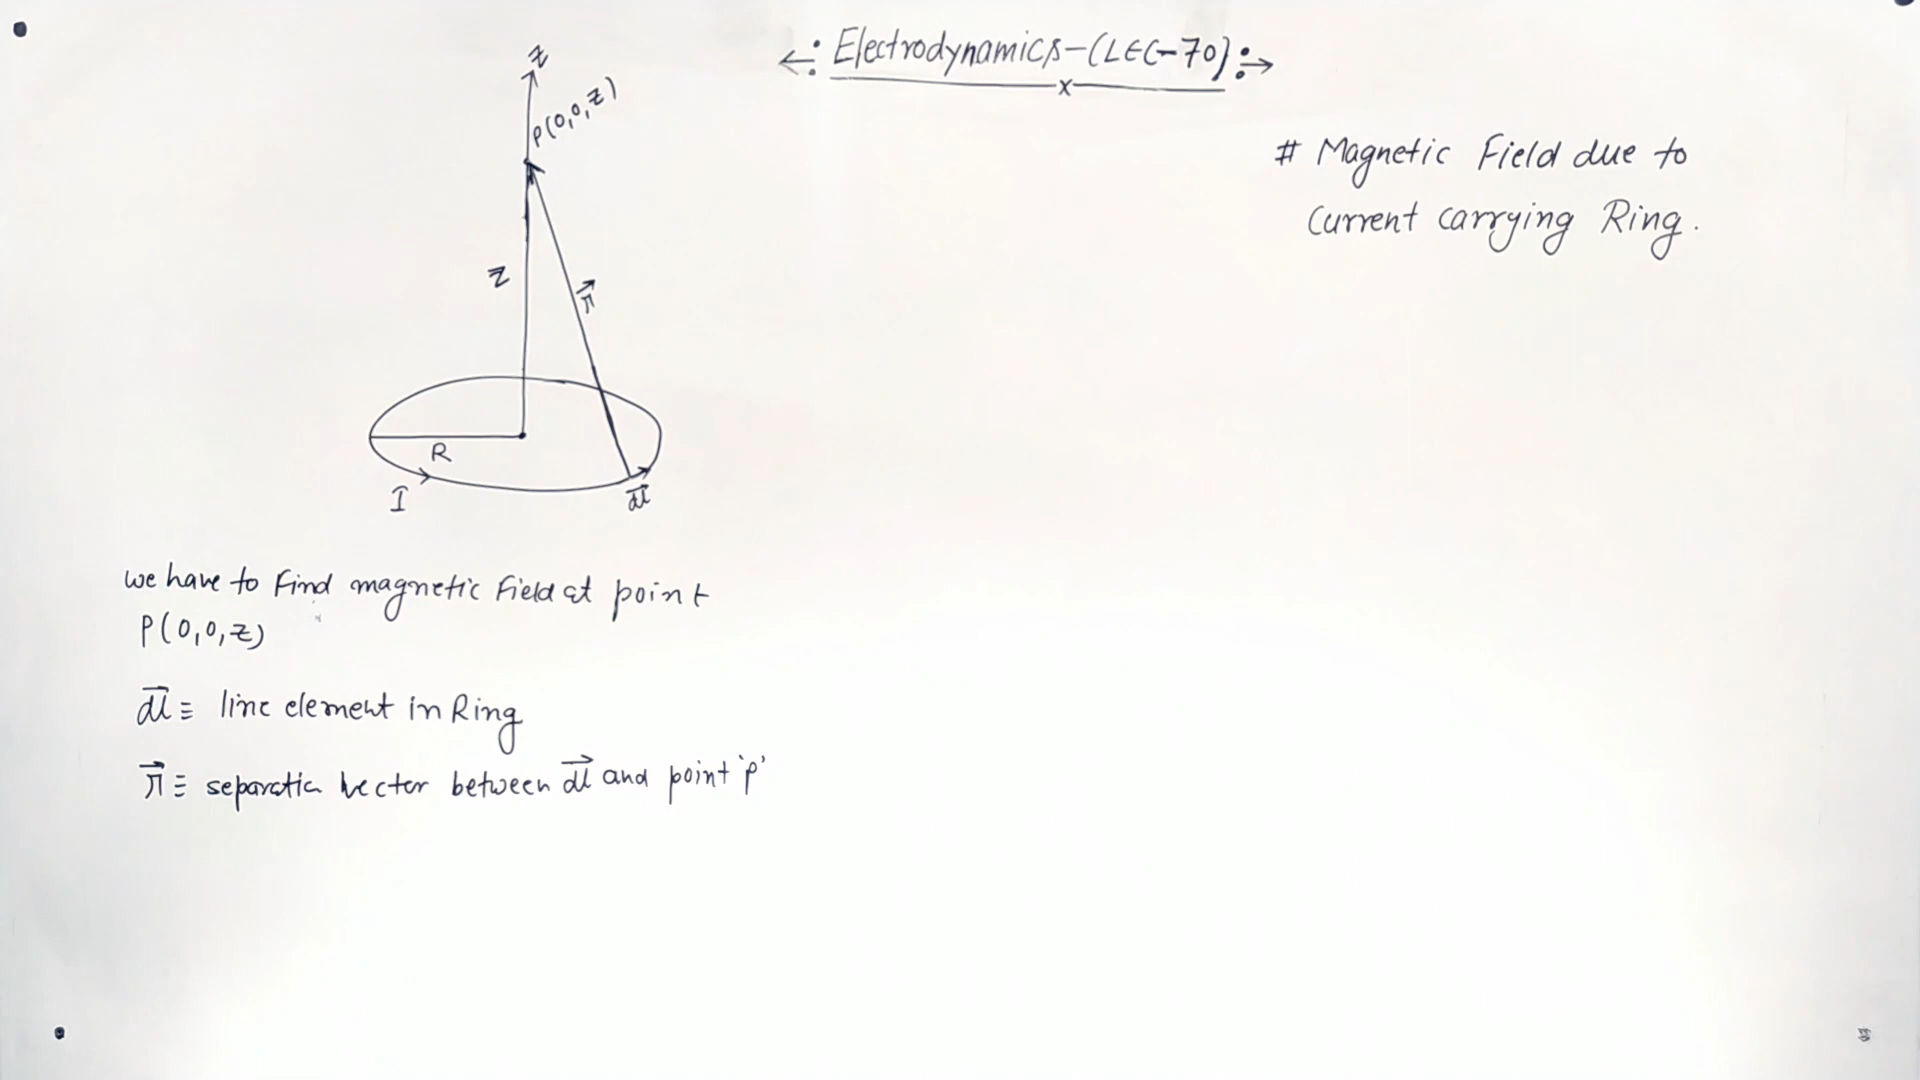 Electrodynamics-(LEC-70)
x
# Magnetic Field due to
Current carrying Ring.
z
P(0,0,z)
z
r
R
I
dl
we have to Find magnetic Field at point
P(0,0,z)
dl ≡ line element in Ring
r ≡ separatin vector between dl and point 'p'